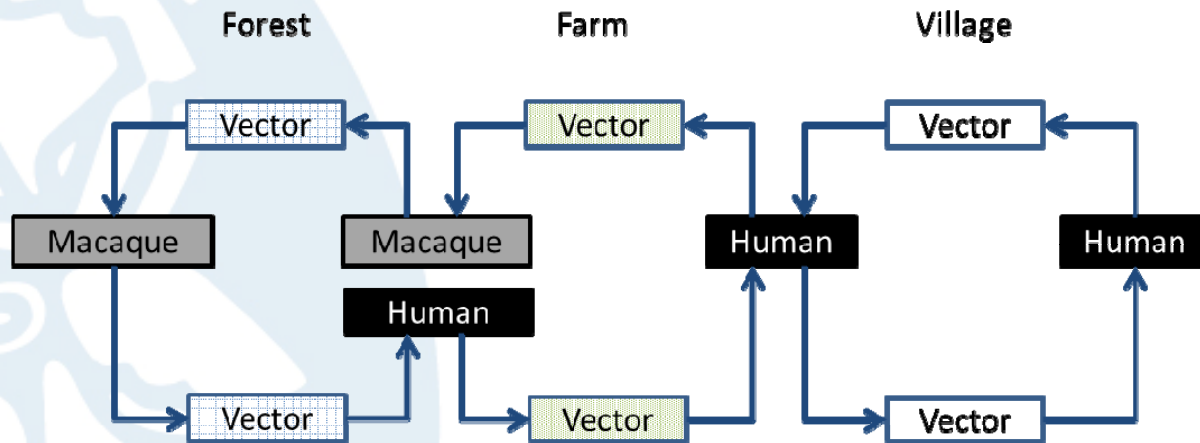 Forest Farm Village
Vector Vector Vector
Macaque Macaque Human Human
Human
Vector Vector Vector